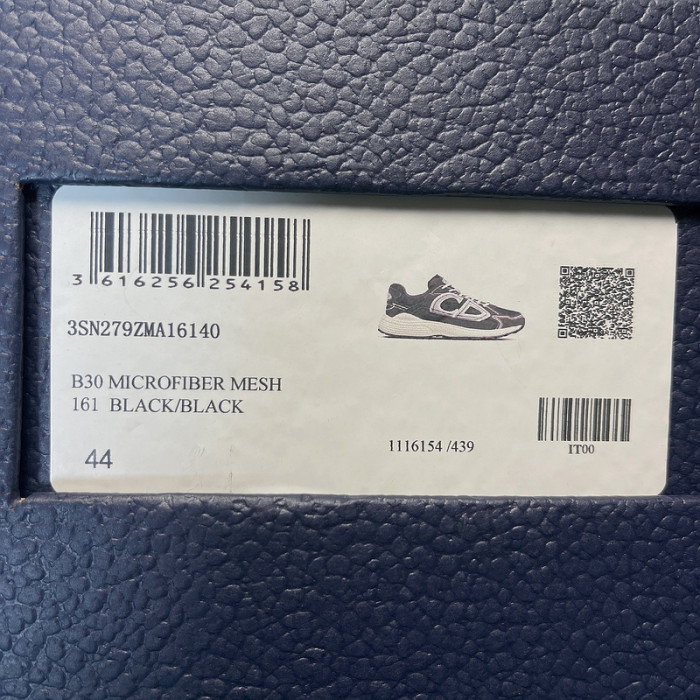 3 616256 254158
3SN279ZMA16140
B30 MICROFIBER MESH
161 BLACK/BLACK
44
1116154 /439
IT00